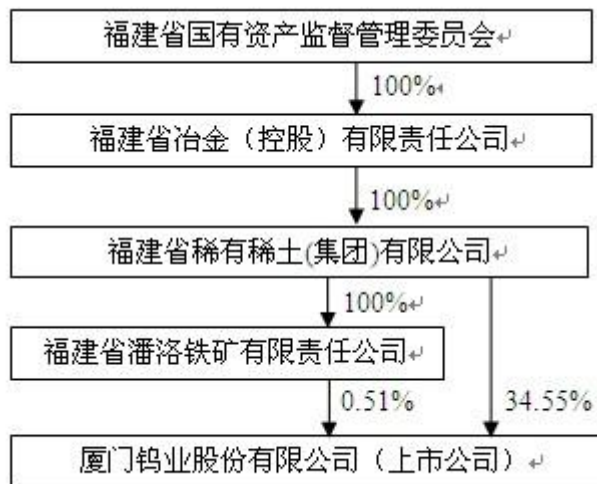 福建省国有资产监督管理委员会
100%
福建省冶金（控股）有限责任公司
100%
福建省稀有稀土(集团)有限公司
100%
福建省潘洛铁矿有限责任公司
0.51% 34.55%
厦门钨业股份有限公司（上市公司）